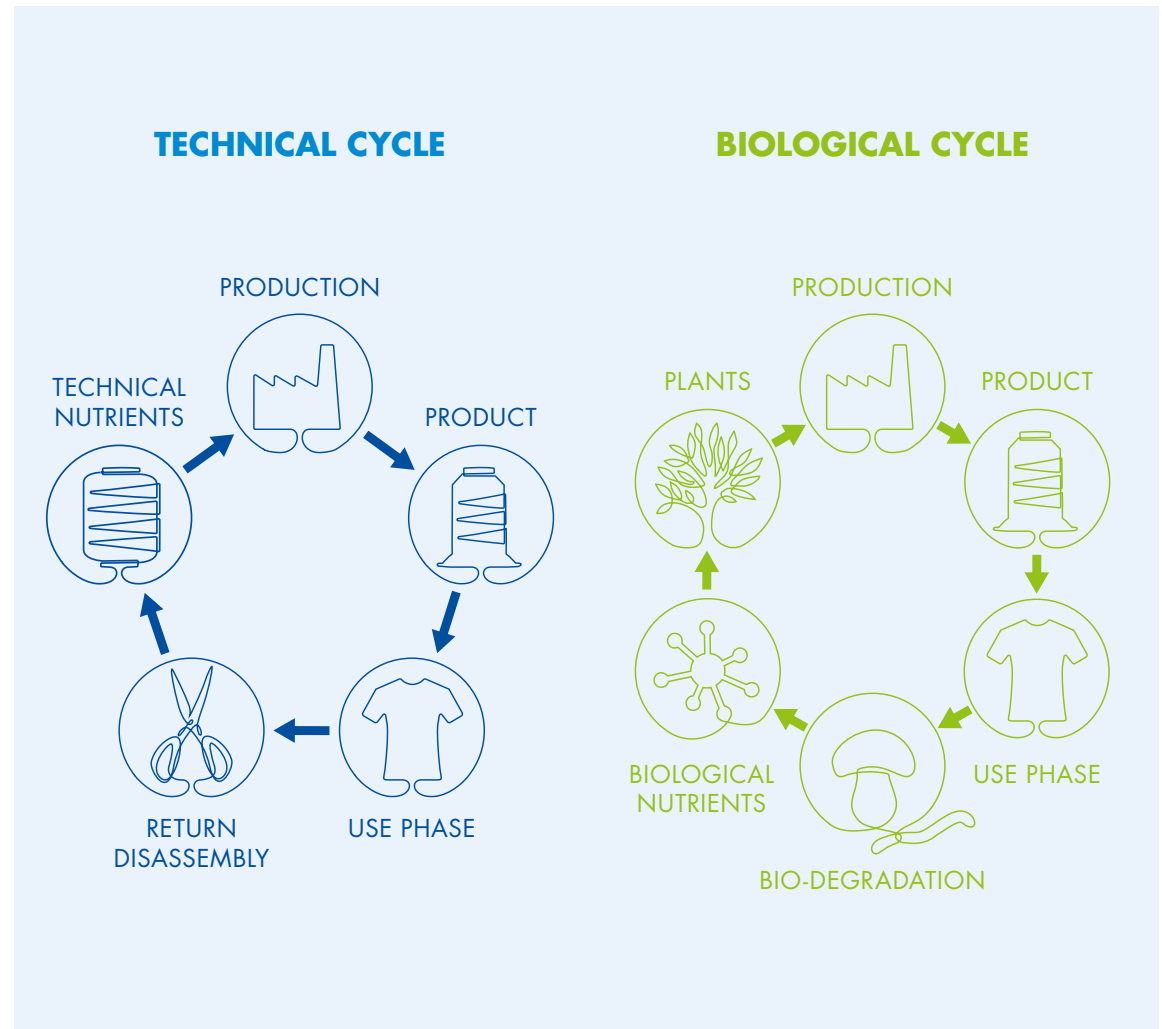 TECHNICAL CYCLE
PRODUCTION
TECHNICAL
NUTRIENTS
PRODUCT
RETURN
DISASSEMBLY
USE PHASE
BIOLOGICAL CYCLE
PRODUCTION
PLANTS
PRODUCT
BIOLOGICAL
NUTRIENTS
USE PHASE
BIO-DEGRADATION